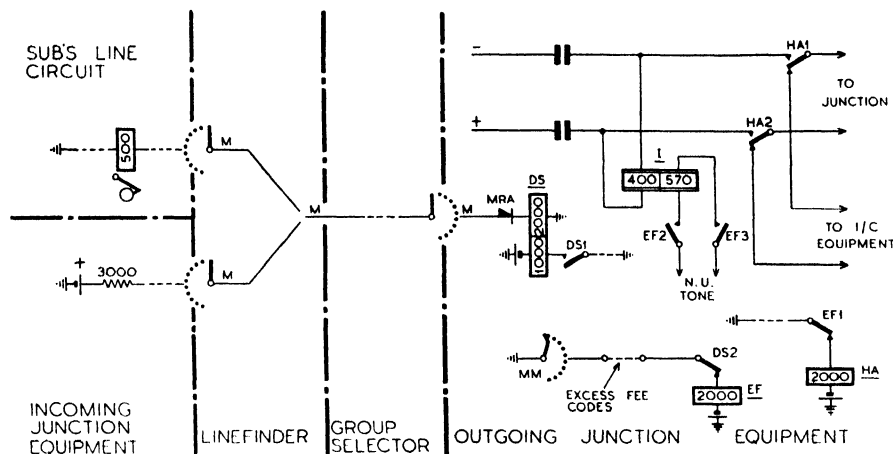 SUB'S LINE
CIRCUIT
500
M
+
3000
M
M
M
MRA
DS
1000
2000
DS1
-
+
I
400 570
EF2
EF3
N.U.
TONE
HA1
HA2
TO
JUNCTION
TO I/C
EQUIPMENT
MM
EXCESS FEE
CODES
DS2
2000 EF
EF1
2000 HA
INCOMING
JUNCTION
EQUIPMENT
LINEFINDER
GROUP
SELECTOR
OUTGOING JUNCTION EQUIPMENT